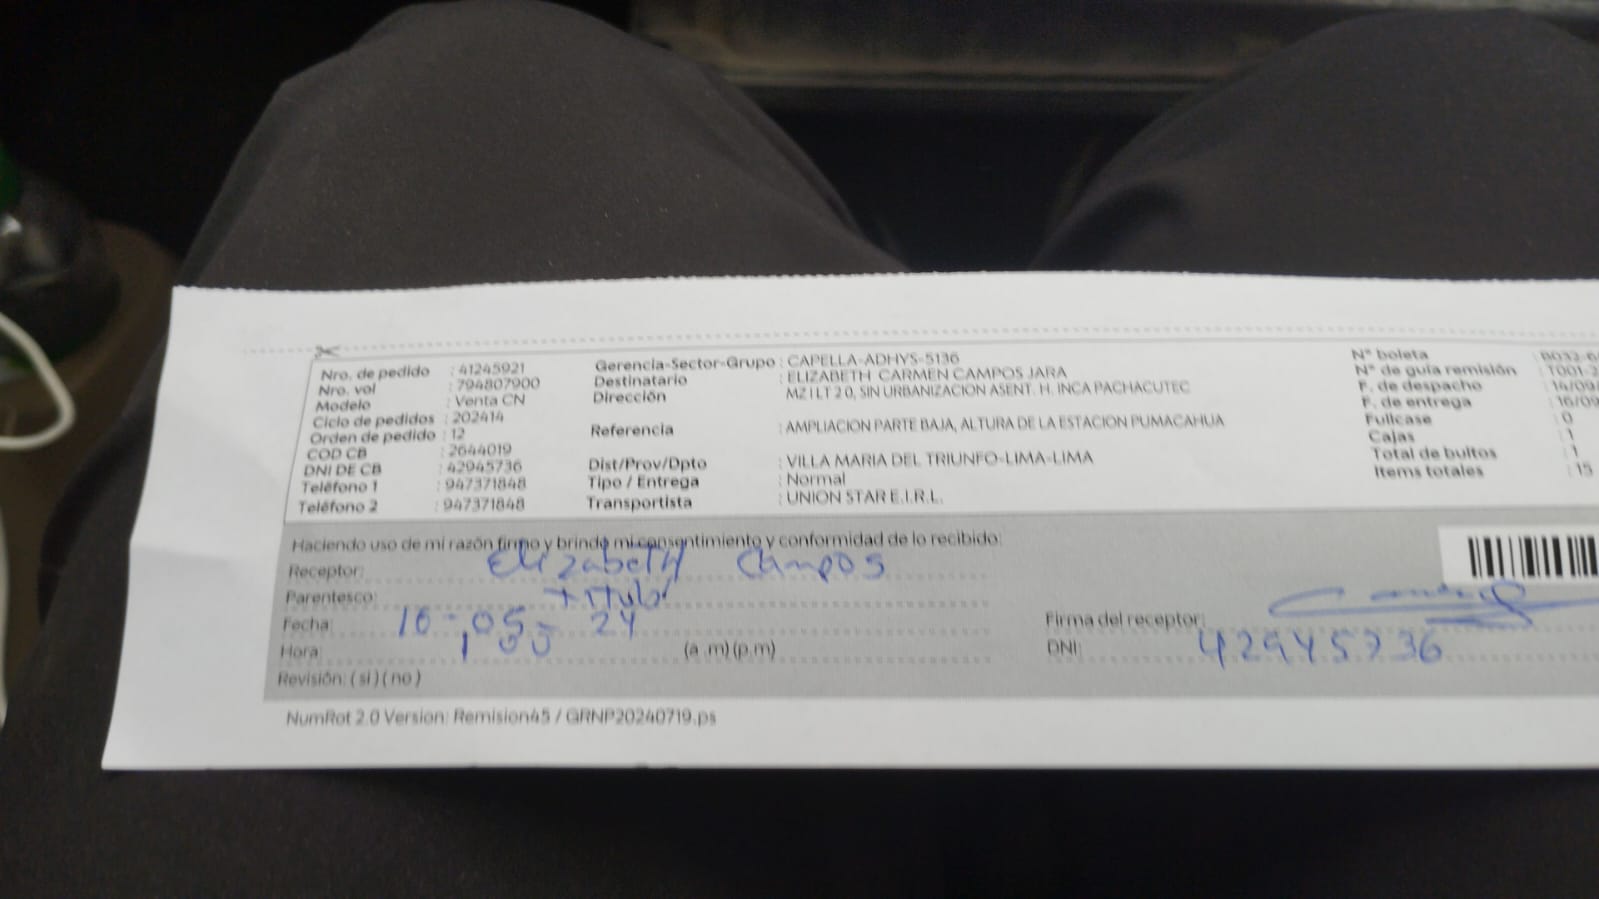 Nro. de pedido : 41245921
Nro. vol : 794807900
Modelo : Venta CN
Ciclo de pedidos : 202414
Orden de pedido : 12
COD CB : 2644019
DNI DE CB : 42945736
Teléfono 1 : 947371848
Teléfono 2 : 947371848
Gerencia-Sector-Grupo : CAPELLA-ADHYS-5136
Destinatario : ELIZABETH CARMEN CAMPOS JARA
Dirección : MZ I LT 20, SIN URBANIZACION ASENT. H. INCA PACHACUTEC
Referencia : AMPLIACION PARTE BAJA, ALTURA DE LA ESTACION PUMACAHUA
Dist/Prov/Dpto : VILLA MARIA DEL TRIUNFO-LIMA-LIMA
Tipo / Entrega : Normal
Transportista : UNION STAR E.I.R.L.
N° boleta : B032-
N° de guía remisión : T001-2
F. de despacho : 14/09
F. de entrega : 16/09
Fullcase : 0
Cajas : 1
Total de bultos : 1
Items totales : 15
Haciendo uso de mi razón firmo y brindo mi consentimiento y conformidad de lo recibido:
Receptor: Elizabeth Campos
Parentesco: Titular
Fecha: 16-05-24
Hora: 1,00 (a .m)(p.m)
Revisión: ( si ) ( no )
Firma del receptor:
DNI: 42945736
NumRot 2.0 Version: Remision45 / GRNP20240719.ps